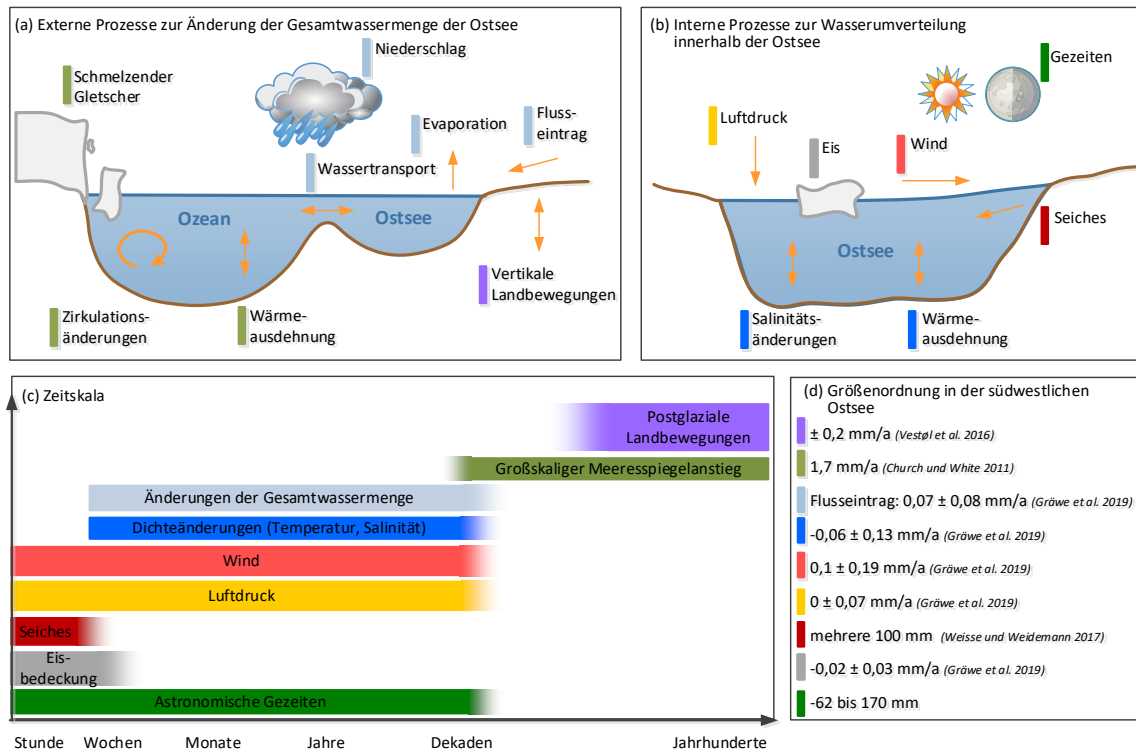 (a) Externe Prozesse zur Änderung der Gesamtwassermenge der Ostsee
Niederschlag
Schmelzender
Gletscher
Evaporation
Fluss-
eintrag
Wassertransport
Ozean
Ostsee
Vertikale
Landbewegungen
Zirkulations-
änderungen
Wärme-
ausdehnung
(b) Interne Prozesse zur Wasserumverteilung
innerhalb der Ostsee
Gezeiten
Luftdruck
Eis
Wind
Seiches
Ostsee
Salinitäts-
änderungen
Wärme-
ausdehnung
(c) Zeitskala
Postglaziale
Landbewegungen
Großskaliger Meeresspiegelanstieg
Änderungen der Gesamtwassermenge
Dichteänderungen (Temperatur, Salinität)
Wind
Luftdruck
Seiches
Eis-
bedeckung
Astronomische Gezeiten
Stunde Wochen Monate Jahre Dekaden Jahrhunderte
(d) Größenordnung in der südwestlichen
Ostsee
± 0,2 mm/a (Vestøl et al. 2016)
1,7 mm/a (Church und White 2011)
Flusseintrag: 0,07 ± 0,08 mm/a (Gräwe et al. 2019)
-0,06 ± 0,13 mm/a (Gräwe et al. 2019)
0,1 ± 0,19 mm/a (Gräwe et al. 2019)
0 ± 0,07 mm/a (Gräwe et al. 2019)
mehrere 100 mm (Weisse und Weidemann 2017)
-0,02 ± 0,03 mm/a (Gräwe et al. 2019)
-62 bis 170 mm